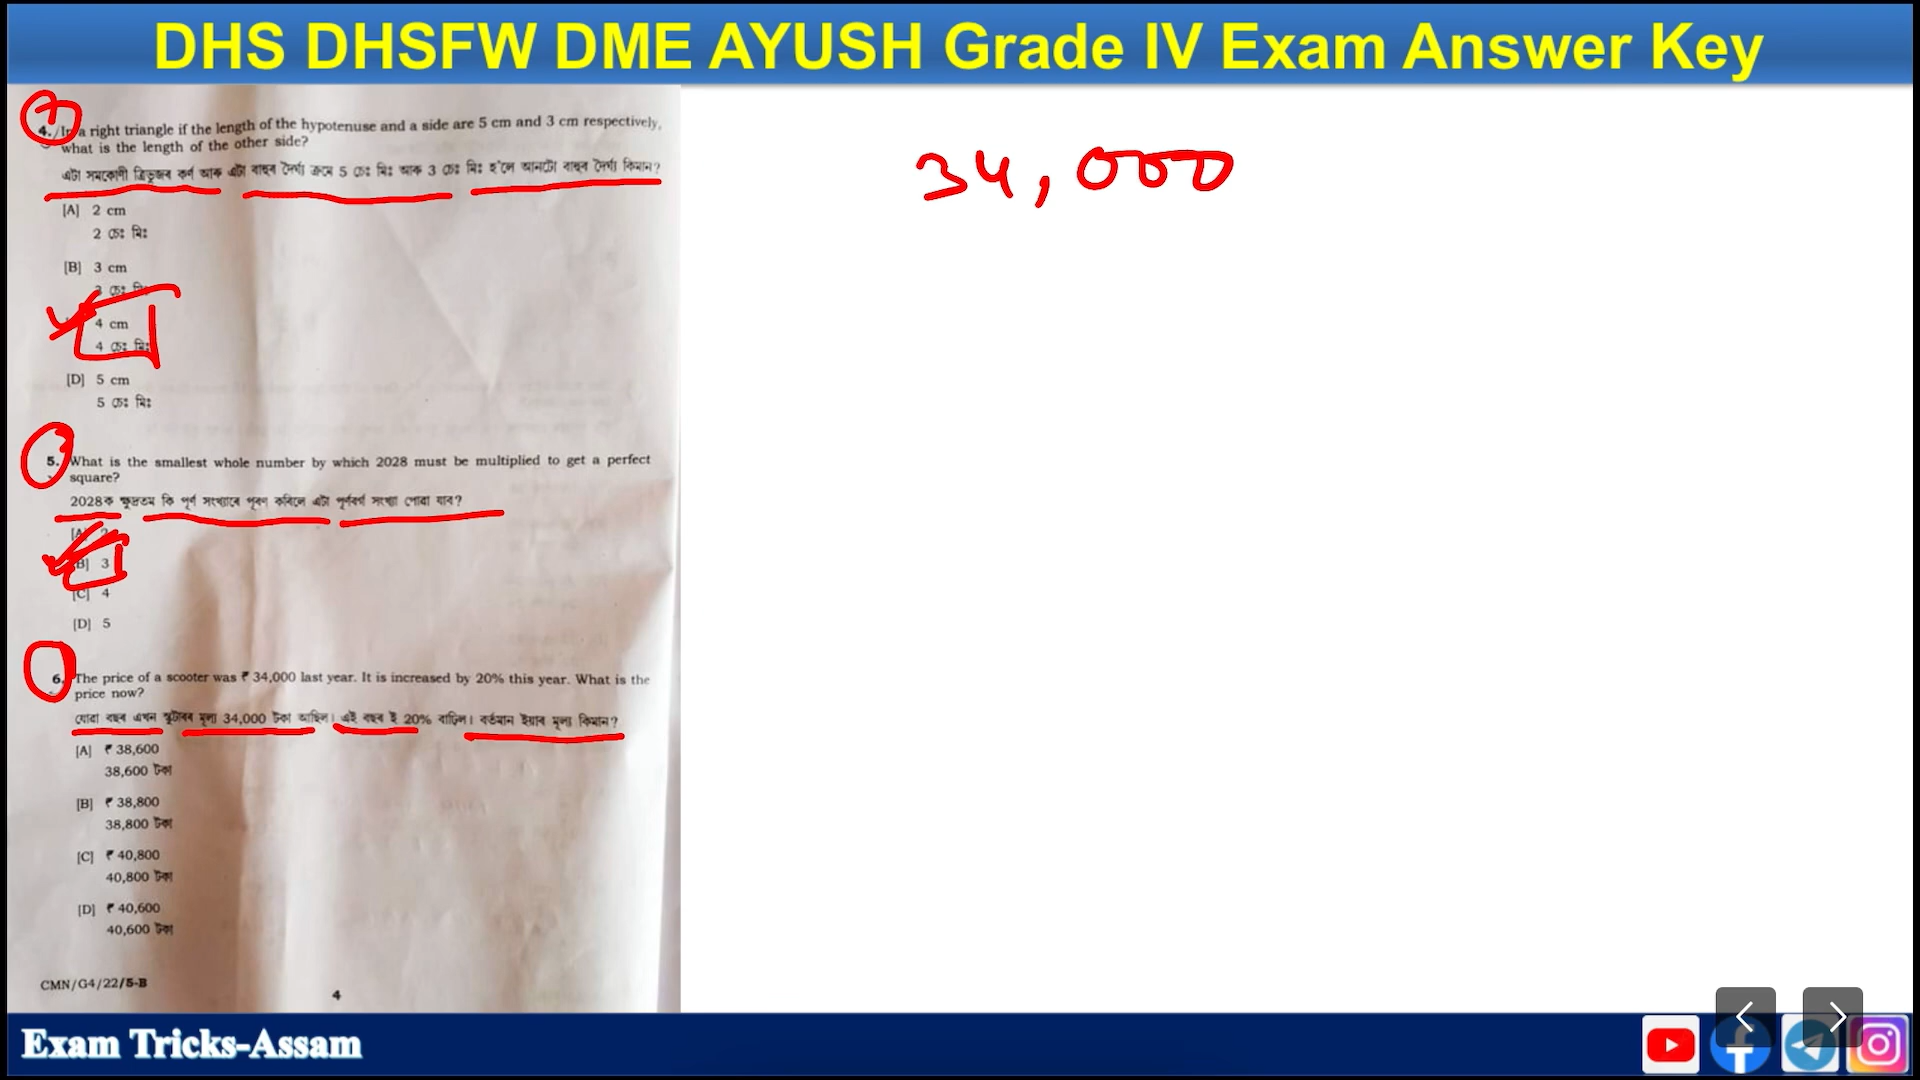 DHS DHSFW DME AYUSH Grade IV Exam Answer Key
4. In a right triangle if the length of the hypotenuse and a side are 5 cm and 3 cm respectively,
what is the length of the other side?
এটা সমকোণী ত্ৰিভুজৰ কৰ্ণ আৰু এটা বাহুৰ দৈৰ্ঘ্য ক্ৰমে 5 চেঃ মিঃ আৰু 3 চেঃ মিঃ হ'লে আনটো বাহুৰ দৈৰ্ঘ্য কিমান?
[A] 2 cm
2 চেঃ মিঃ
[B] 3 cm
3 চেঃ মিঃ
4 cm
4 চেঃ মিঃ
[D] 5 cm
5 চেঃ মিঃ
5. What is the smallest whole number by which 2028 must be multiplied to get a perfect
square?
2028ক ক্ষুদ্ৰতম কি পূৰ্ণ সংখ্যাৰে পূৰণ কৰিলে এটা পূৰ্ণবৰ্গ সংখ্যা পোৱা যাব?
[A]
[B] 3
[C] 4
[D] 5
6. The price of a scooter was ₹ 34,000 last year. It is increased by 20% this year. What is the
price now?
যোৱা বছৰ এখন স্কুটাৰৰ মূল্য 34,000 টকা আছিল। এই বছৰ ই 20% বাঢ়িল। বৰ্তমান ইয়াৰ মূল্য কিমান?
[A] ₹ 38,600
38,600 টকা
[B] ₹ 38,800
38,800 টকা
[C] ₹ 40,800
40,800 টকা
[D] ₹ 40,600
40,600 টকা
CMN/G4/22/5-B
4
34,000
Exam Tricks-Assam